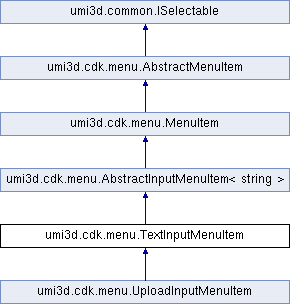 umi3d.common.ISelectable
umi3d.cdk.menu.AbstractMenuItem
umi3d.cdk.menu.MenuItem
umi3d.cdk.menu.AbstractInputMenuItem< string >
umi3d.cdk.menu.TextInputMenuItem
umi3d.cdk.menu.UploadInputMenuItem